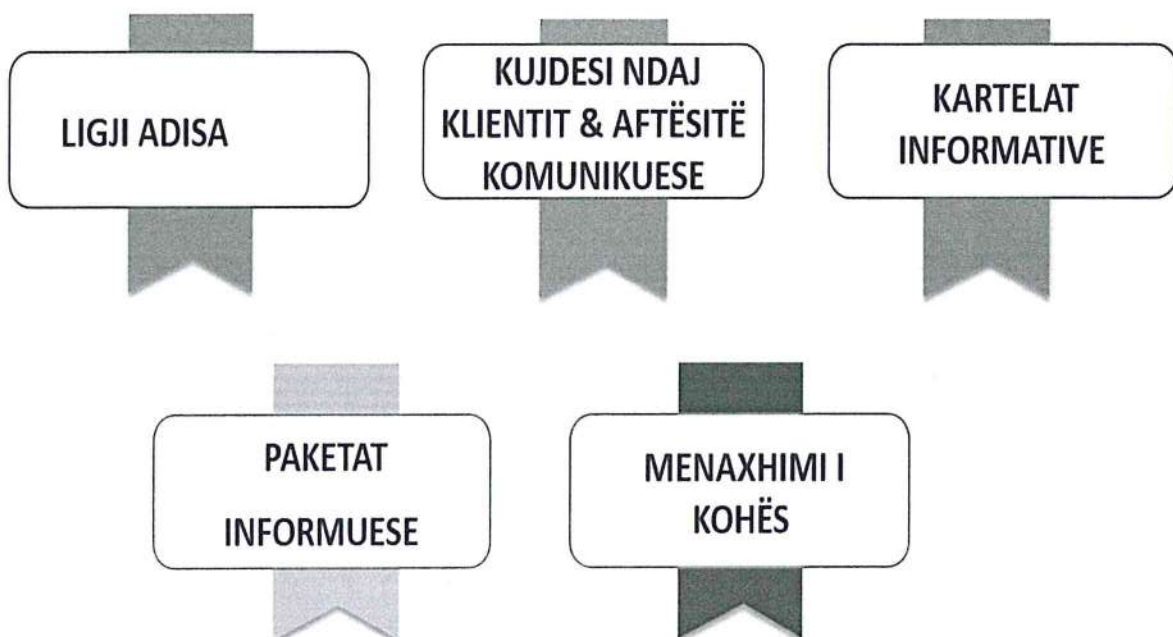 LIGJI ADISA
KUJDESI NDAJ
KLIENTIT & AFTËSITË
KOMUNIKUESE
KARTELAT
INFORMATIVE
PAKETAT
INFORMUESE
MENAXHIMI I
KOHËS